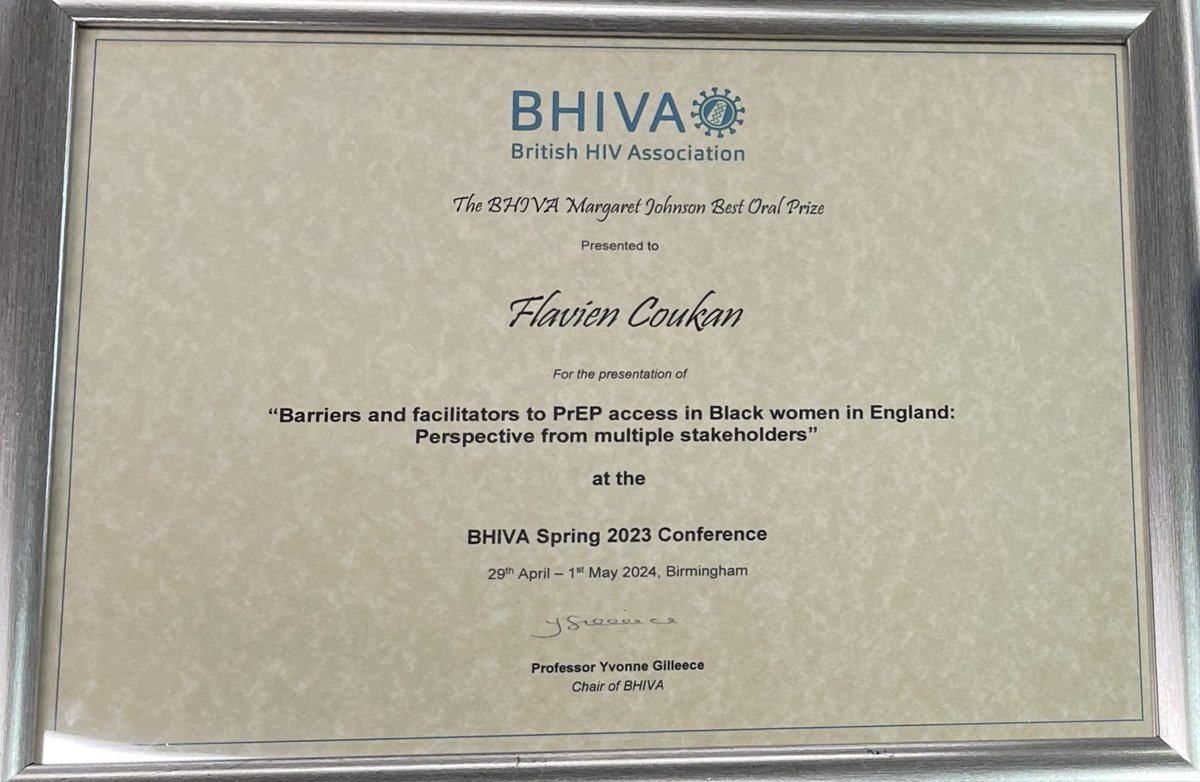 BHIVA
British HIV Association
The BHIVA Margaret Johnson Best Oral Prize
Presented to
Flavien Coukan
For the presentation of
“Barriers and facilitators to PrEP access in Black women in England:
Perspective from multiple stakeholders”
at the
BHIVA Spring 2023 Conference
29th April – 1st May 2024, Birmingham
Professor Yvonne Gilleece
Chair of BHIVA